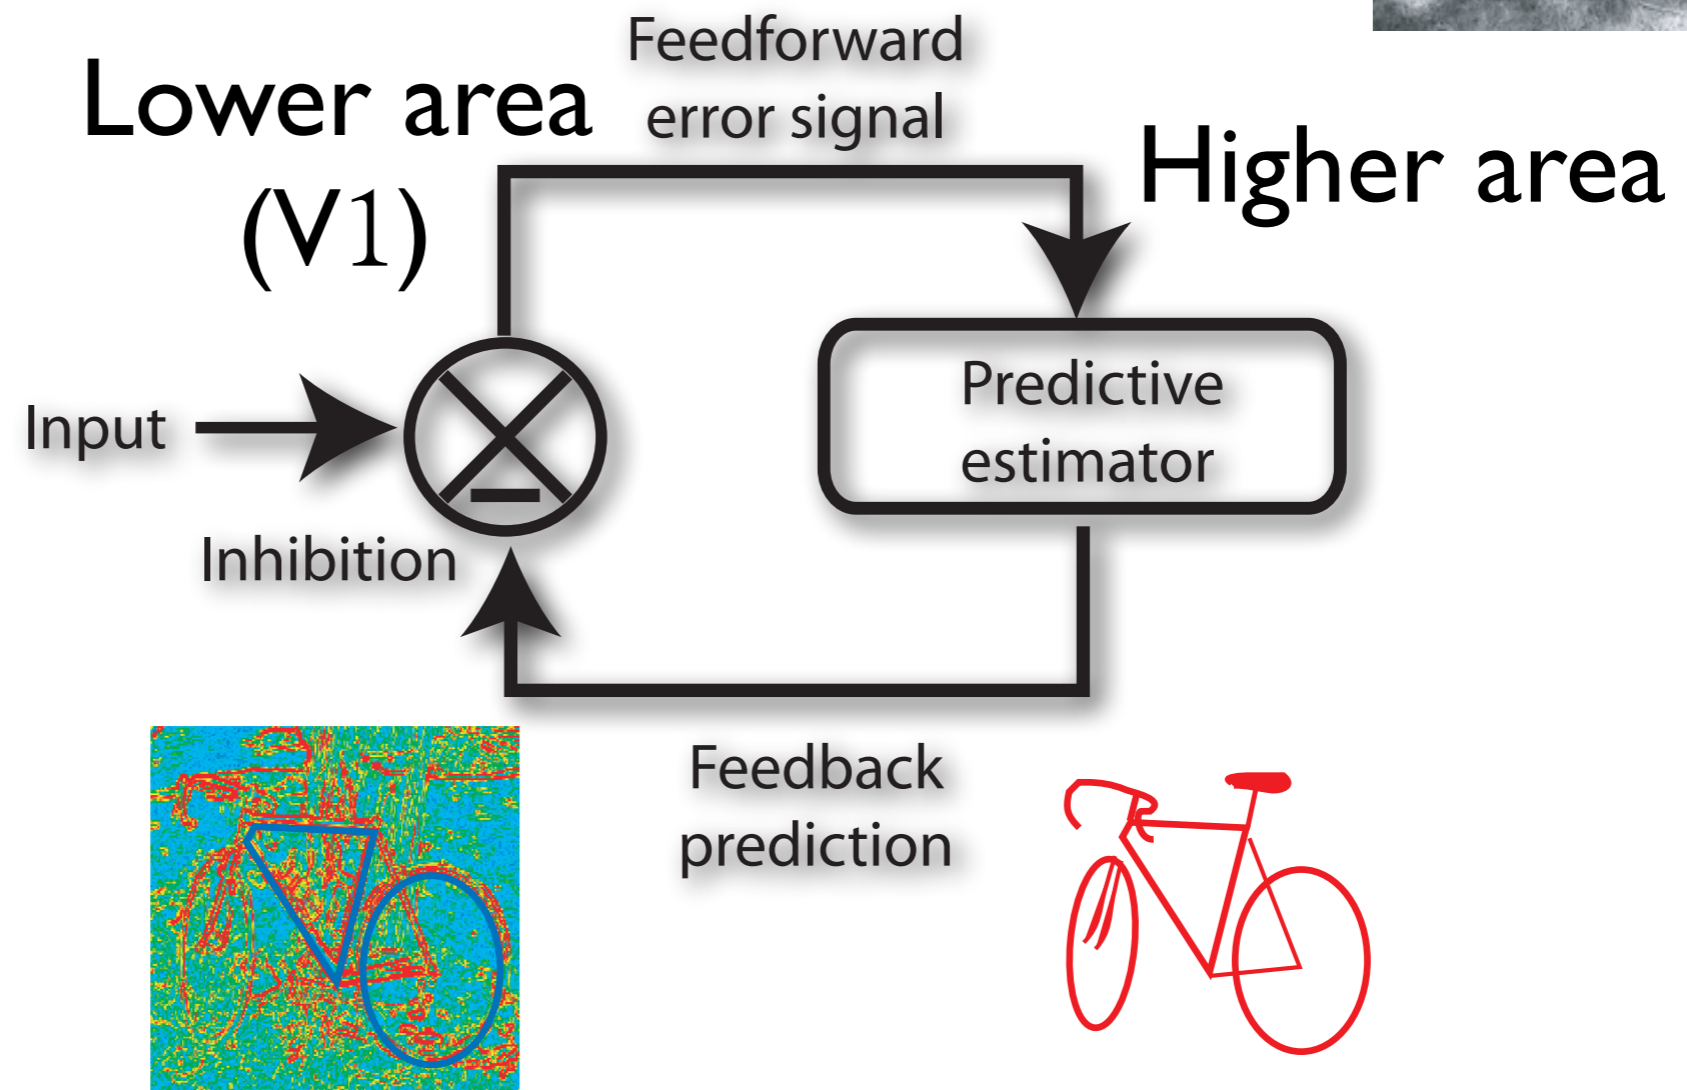 Feedforward
error signal
Lower area
(V1)
Higher area
Input
Predictive
estimator
Inhibition
Feedback
prediction